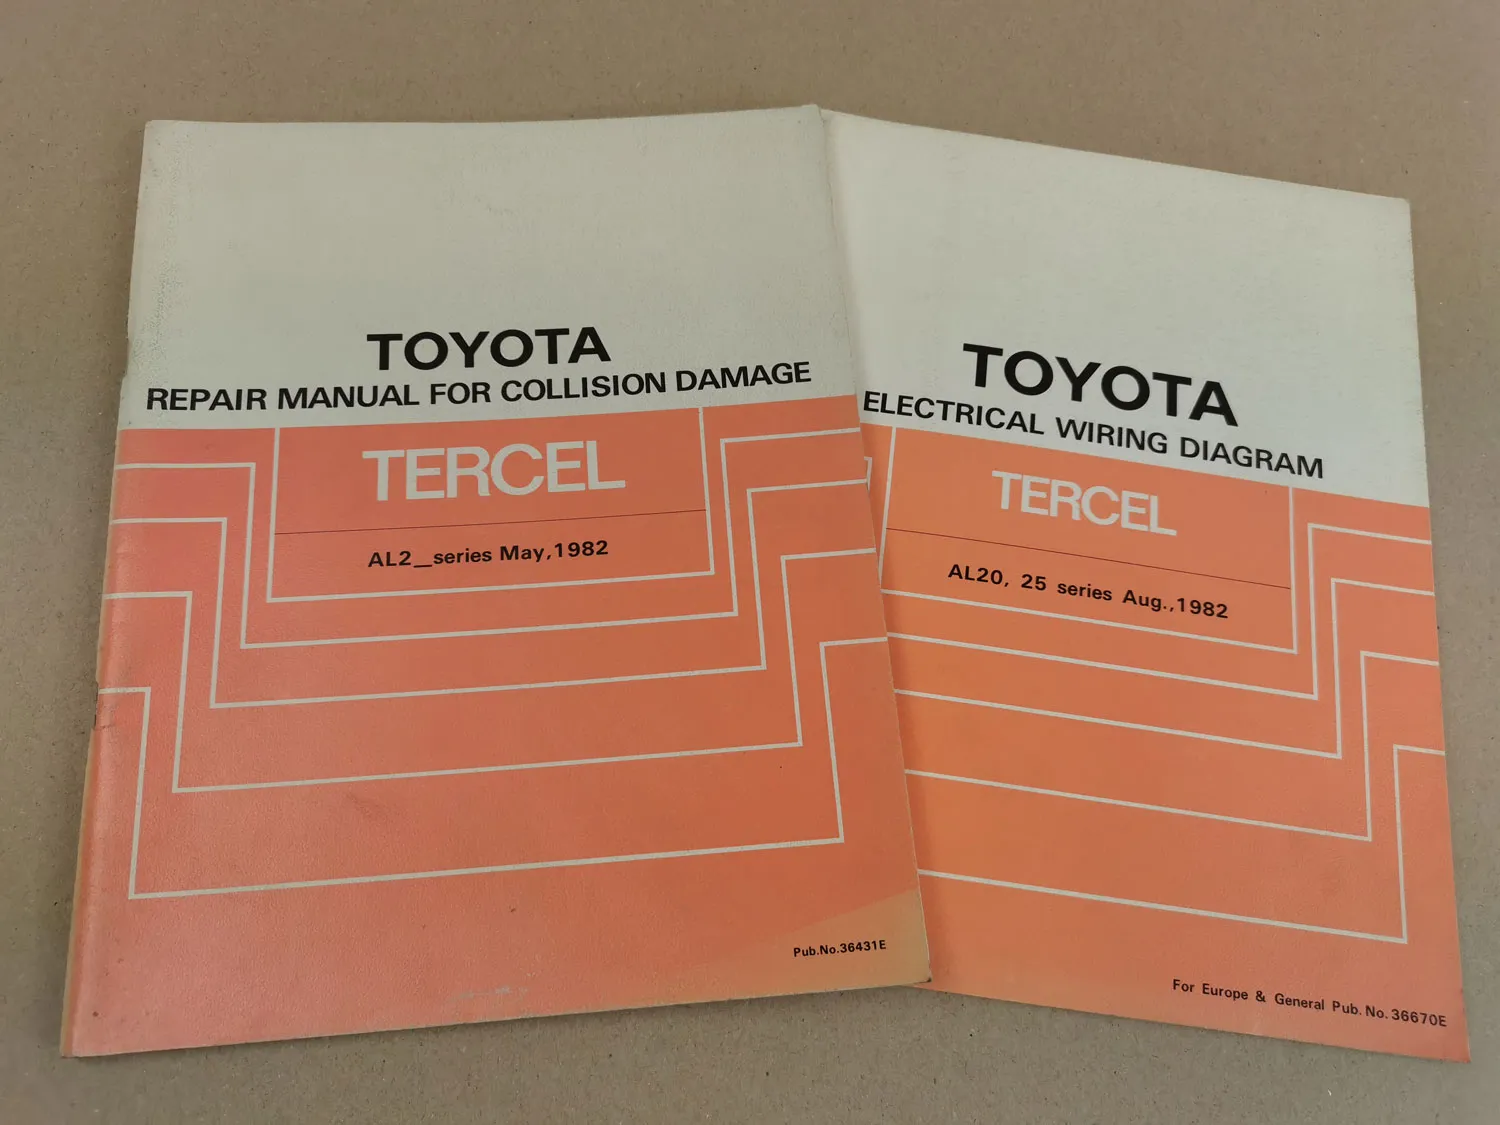 TOYOTA
REPAIR MANUAL FOR COLLISION DAMAGE
TERCEL
AL2_series May,1982
Pub.No.36431E
TOYOTA
ELECTRICAL WIRING DIAGRAM
TERCEL
AL20, 25 series Aug.,1982
For Europe & General Pub. No. 36670E